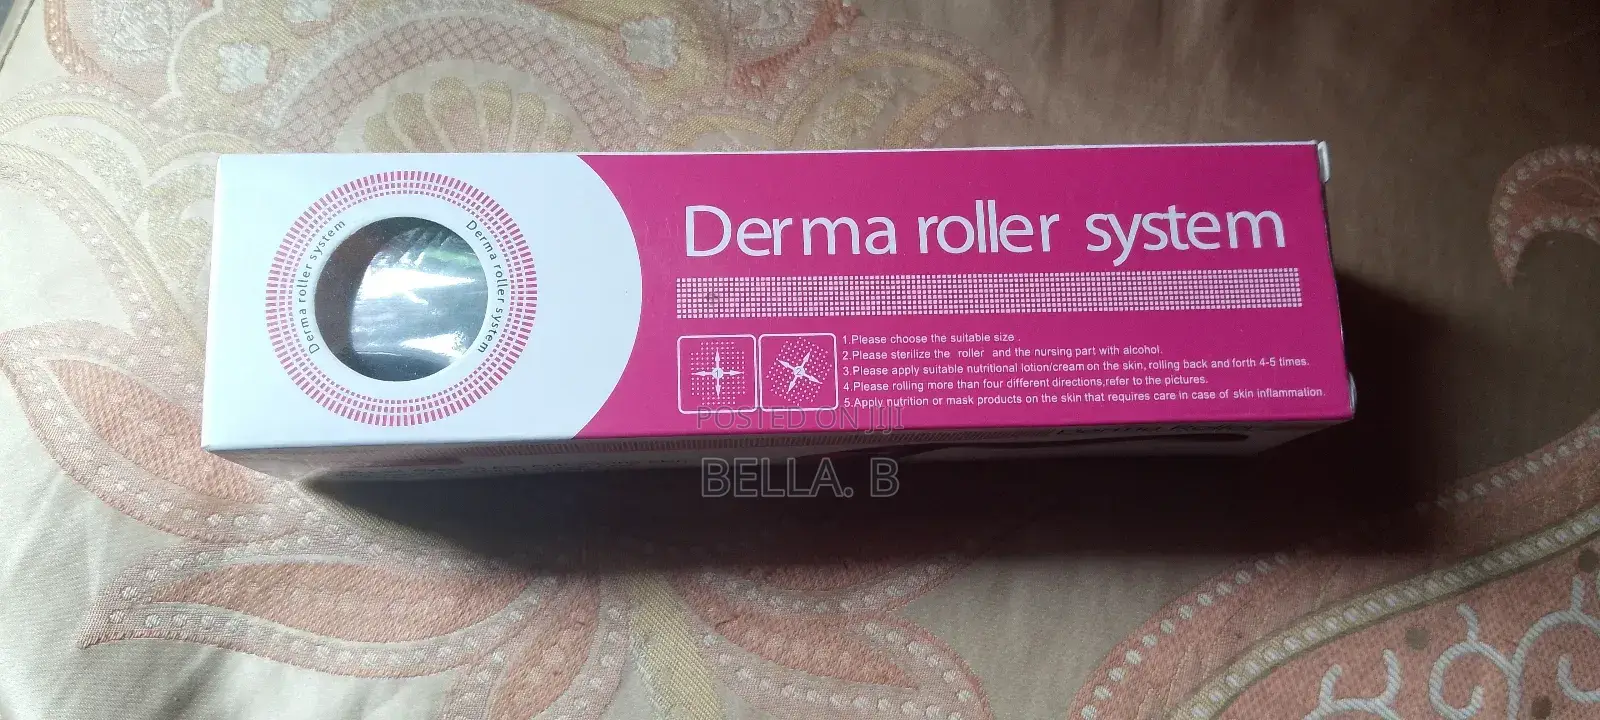 Derma roller system
Derma roller system
Derma roller system
1
2
1.Please choose the suitable size .
2.Please sterilize the roller and the nursing part with alcohol.
3.Please apply suitable nutritional lotion/cream on the skin, rolling back and forth 4-5 times.
4.Please rolling more than four different directions,refer to the pictures.
5.Apply nutrition or mask products on the skin that requires care in case of skin inflammation.
POSTED ON JIJI
BELLA. B
Derma Roller